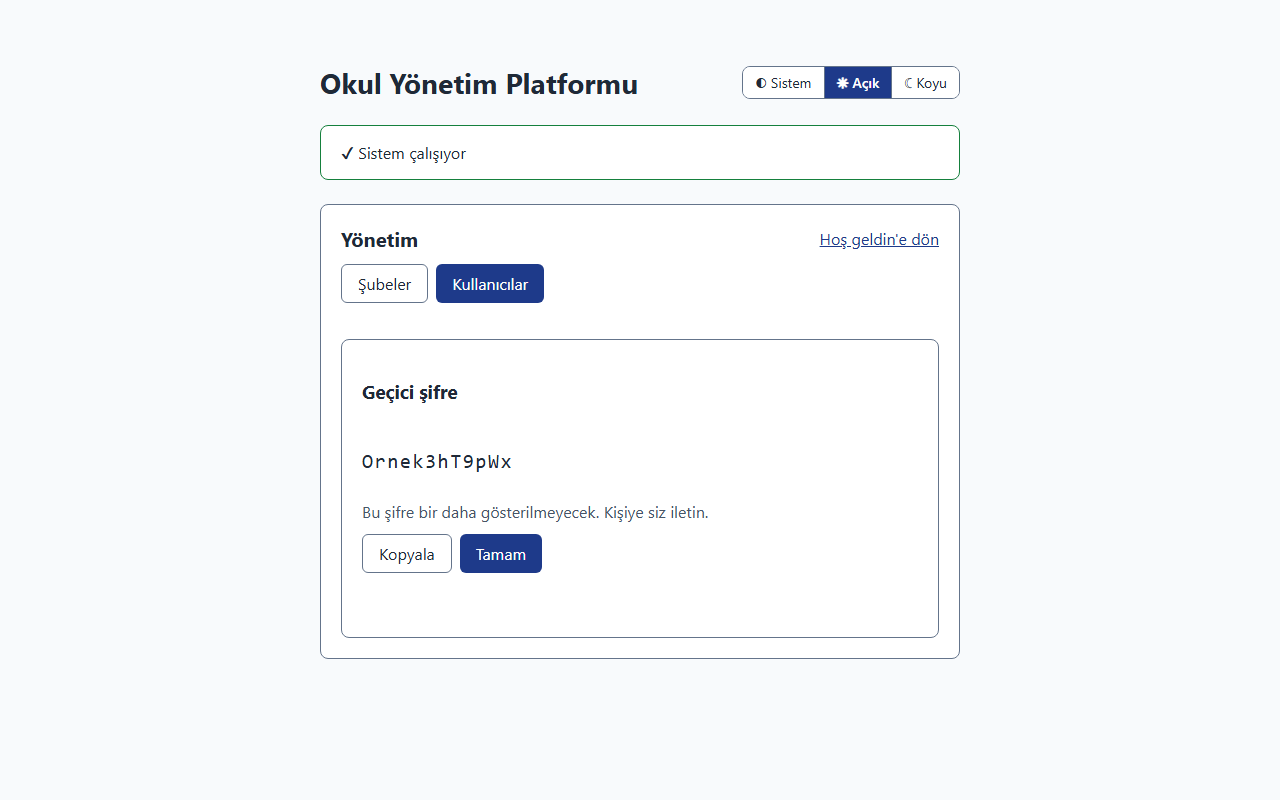 Okul Yönetim Platformu
◐ Sistem
❋ Açık
☾ Koyu
✓ Sistem çalışıyor
Yönetim
Hoş geldin'e dön
Şubeler
Kullanıcılar
Geçici şifre
Ornek3hT9pWx
Bu şifre bir daha gösterilmeyecek. Kişiye siz iletin.
Kopyala
Tamam